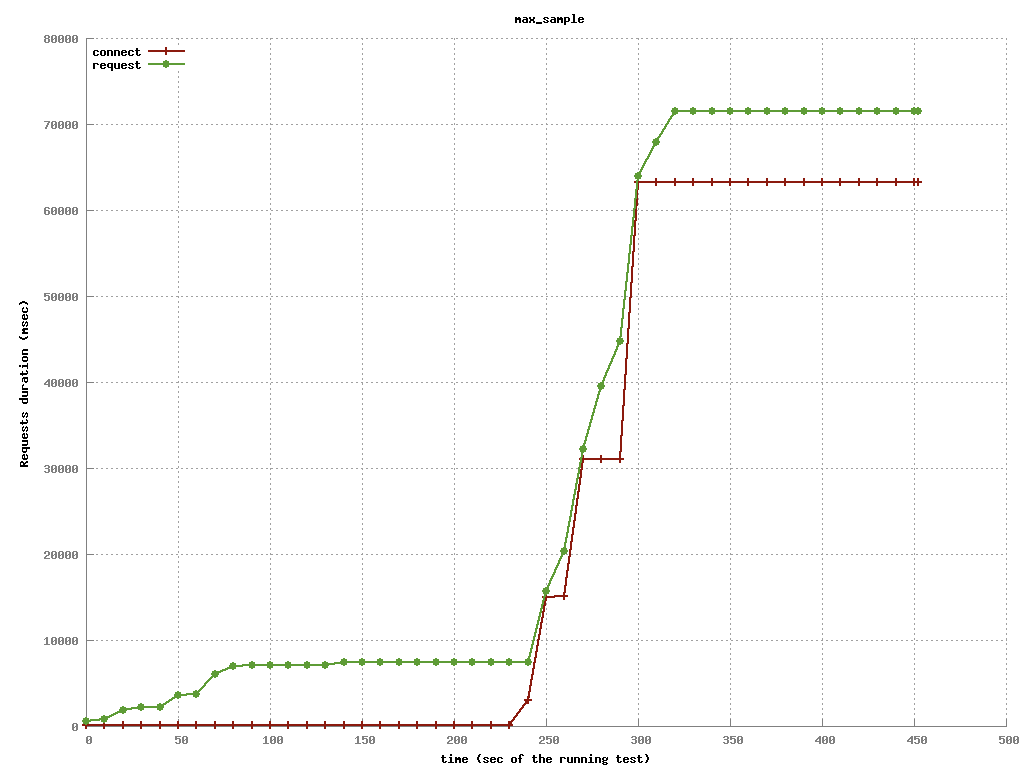 max_sample
connect
request
80000
70000
60000
50000
40000
30000
20000
10000
0
Requests duration (msec)
0 50 100 150 200 250 300 350 400 450 500
time (sec of the running test)